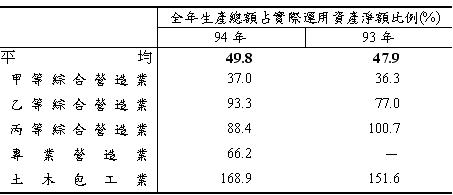 全年生產總額占實際運用資產淨額比例(%)
94 年 93 年
平均 49.8 47.9
甲等綜合營造業 37.0 36.3
乙等綜合營造業 93.3 77.0
丙等綜合營造業 88.4 100.7
專業營造業 66.2 —
土木包工業 168.9 151.6